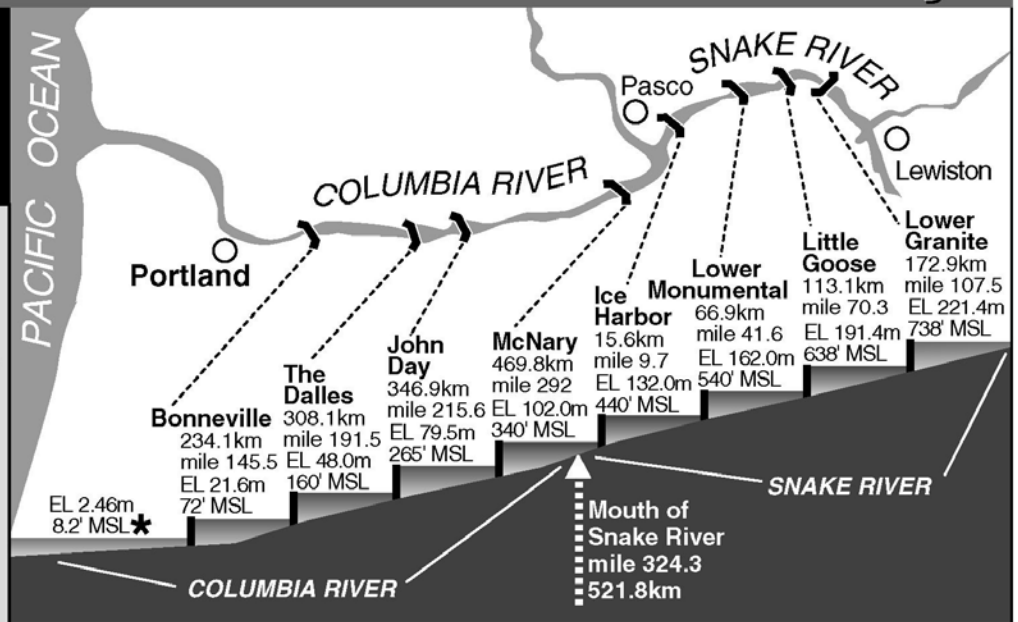 PACIFIC OCEAN
SNAKE RIVER
Pasco
Lewiston
COLUMBIA RIVER
Portland
Bonneville
234.1km
mile 145.5
EL 21.6m
72' MSL
The
Dalles
308.1km
mile 191.5
EL 48.0m
160' MSL
John
Day
346.9km
mile 215.6
EL 79.5m
265' MSL
McNary
469.8km
mile 292
EL 102.0m
340' MSL
Ice
Harbor
15.6km
mile 9.7
EL 132.0m
440' MSL
Lower
Monumental
66.9km
mile 41.6
EL 162.0m
540' MSL
Little
Goose
113.1km
mile 70.3
EL 191.4m
638' MSL
Lower
Granite
172.9km
mile 107.5
EL 221.4m
738' MSL
EL 2.46m
8.2' MSL*
SNAKE RIVER
Mouth of
Snake River
mile 324.3
521.8km
COLUMBIA RIVER